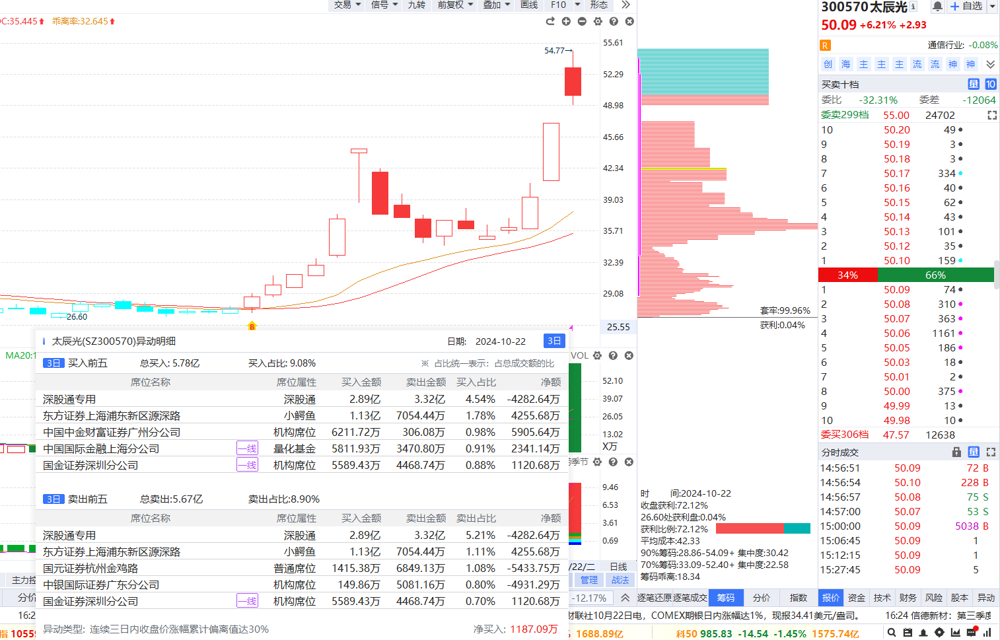 交易 信号 九转 前复权 叠加 画线 F10 形态
C:35.445 乖离率:32.645
55.61
54.77→
52.29
48.98
45.66
42.34
39.03
35.71
32.39
29.08
26.60
B
25.55
MA20:1
VOL
52.10
39.07
26.05
13.02
X万
季节
9.46
6.53
3.61
0.69
/22/二 日线
管理 战法
主力控
分价
-12.17%
太辰光(SZ300570)异动明细 日期: 2024-10-22 3日
3日 买入前五 总买入: 5.78亿 买入占比: 9.08% ※ 占比统一表示: 占总成交额的比
席位名称 席位属性 买入金额 卖出金额 买入占比 净额
深股通专用 深股通 2.89亿 3.32亿 4.54% -4282.64万
东方证券上海浦东新区源深路 小鳄鱼 1.13亿 7054.44万 1.78% 4255.68万
中国中金财富证券广州分公司 机构席位 6211.72万 306.08万 0.98% 5905.64万
中国国际金融上海分公司 一线 量化基金 5811.93万 3470.80万 0.91% 2341.14万
国金证券深圳分公司 一线 机构席位 5589.43万 4468.74万 0.88% 1120.68万
3日 卖出前五 总卖出:5.67亿 卖出占比:8.90%
席位名称 席位属性 买入金额 卖出金额 卖出占比 净额
深股通专用 深股通 2.89亿 3.32亿 5.21% -4282.64万
东方证券上海浦东新区源深路 小鳄鱼 1.13亿 7054.44万 1.11% 4255.68万
国元证券杭州金鸡路 普通席位 1415.38万 6849.13万 1.08% -5433.75万
中银国际证券广东分公司 机构席位 149.86万 5081.16万 0.80% -4931.29万
国金证券深圳分公司 一线 机构席位 5589.43万 4468.74万 0.70% 1120.68万
异动类型: 连续三日内收盘价涨幅累计偏离值达30% 净买入: 1187.09万
套牢:99.96%
获利:0.04%
时 间:2024-10-22
收盘获利:72.12%
26.60处获利盘:0.04%
获利比例:72.12%
平均成本:42.33
90%筹码:28.86-54.09+ 集中度:30.42
70%筹码:33.09-52.40+ 集中度:22.58
筹码乖离:18.34
逐笔还原 逐笔成交 筹码 分价 指数
300570 太辰光 自选
50.09 +6.21% +2.93
R 通信行业: -0.08%
创 海 主 主 主 流 流 神 神
买卖十档 量 10
委比 -32.31% 委差 -12064
委卖299档 55.00 24702
10 50.20 49
9 50.19 3
8 50.18 3
7 50.17 334
6 50.16 40
5 50.15 62
4 50.14 43
3 50.13 101
2 50.12 35
1 50.10 159
34% 66%
1 50.09 74
2 50.08 310
3 50.07 363
4 50.06 1161
5 50.05 186
6 50.03 18
7 50.01 2
8 50.00 375
9 49.99 13
10 49.98 10
委买306档 47.57 12638
分时成交 量
14:56:51 50.09 72 B
14:56:54 50.10 228 B
14:56:57 50.08 75 S
14:57:00 50.07 53 S
15:00:00 50.09 5038 B
15:06:45 50.09 1
15:12:15 50.09 1
15:27:45 50.09 5
报价 资金 技术 财务 风险 股本 异动
16:2 财联社10月22日电，COMEX期银日内涨幅达1%，现报34.41美元/盎司。 16:24 信德新材：第三季度
指 1055 % 1688.89亿 科50 985.83 -14.54 -1.45% 1575.74亿